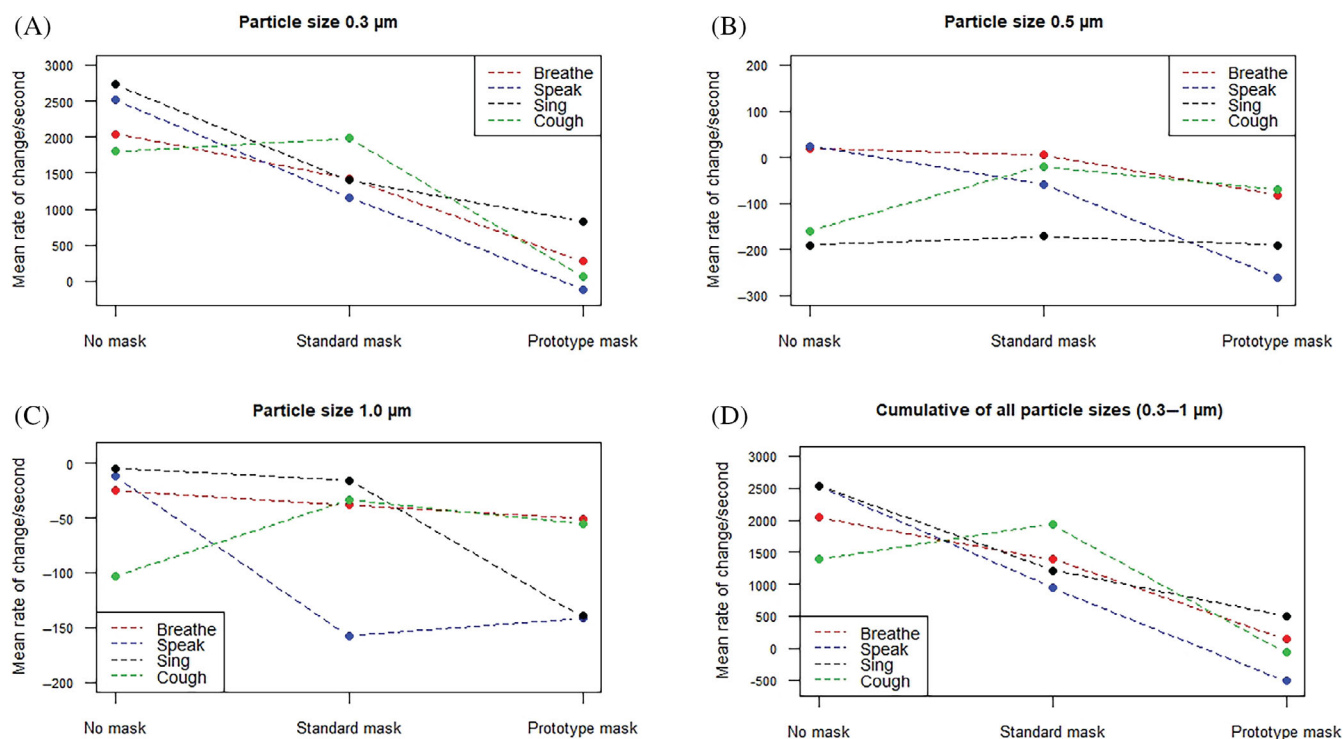 (A)
Particle size 0.3 µm
Mean rate of change/second
3000
2500
2000
1500
1000
500
0
Breathe
Speak
Sing
Cough
No mask
Standard mask
Prototype mask
(B)
Particle size 0.5 µm
Mean rate of change/second
200
100
0
−100
−200
−300
Breathe
Speak
Sing
Cough
No mask
Standard mask
Prototype mask
(C)
Particle size 1.0 µm
Mean rate of change/second
0
−50
−100
−150
−200
Breathe
Speak
Sing
Cough
No mask
Standard mask
Prototype mask
(D)
Cumulative of all particle sizes (0.3–1 µm)
Mean rate of change/second
3000
2500
2000
1500
1000
500
0
-500
Breathe
Speak
Sing
Cough
No mask
Standard mask
Prototype mask